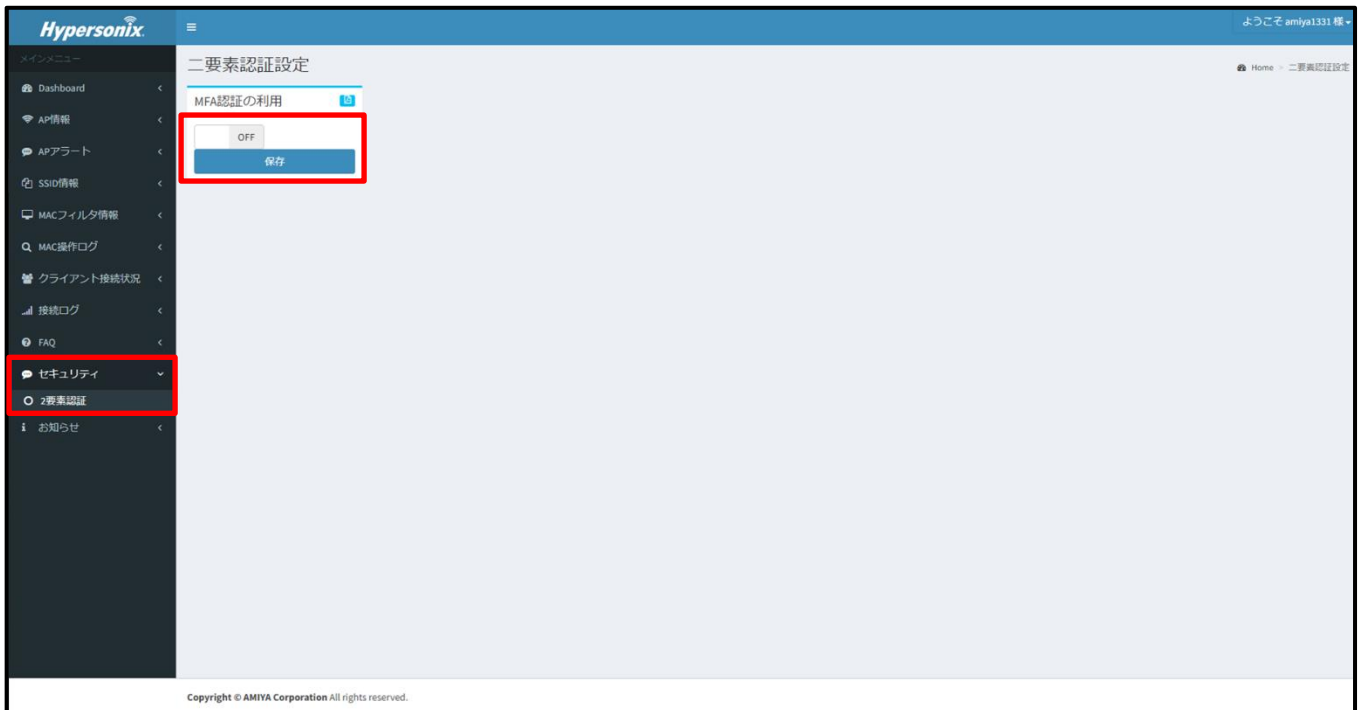 Hypersonix.
ようこそ amiya1331 様
メインメニュー
二要素認証設定
Home > 二要素認証設定
Dashboard
MFA認証の利用
AP情報
OFF
APアラート
保存
SSID情報
MACフィルタ情報
MAC操作ログ
クライアント接続状況
接続ログ
FAQ
セキュリティ
2要素認証
お知らせ
Copyright © AMIYA Corporation All rights reserved.